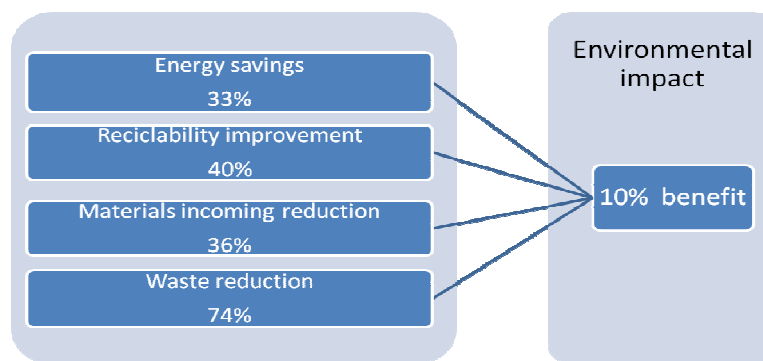 Energy savings
33%
Reciclability improvement
40%
Materials incoming reduction
36%
Waste reduction
74%
Environmental
impact
10% benefit